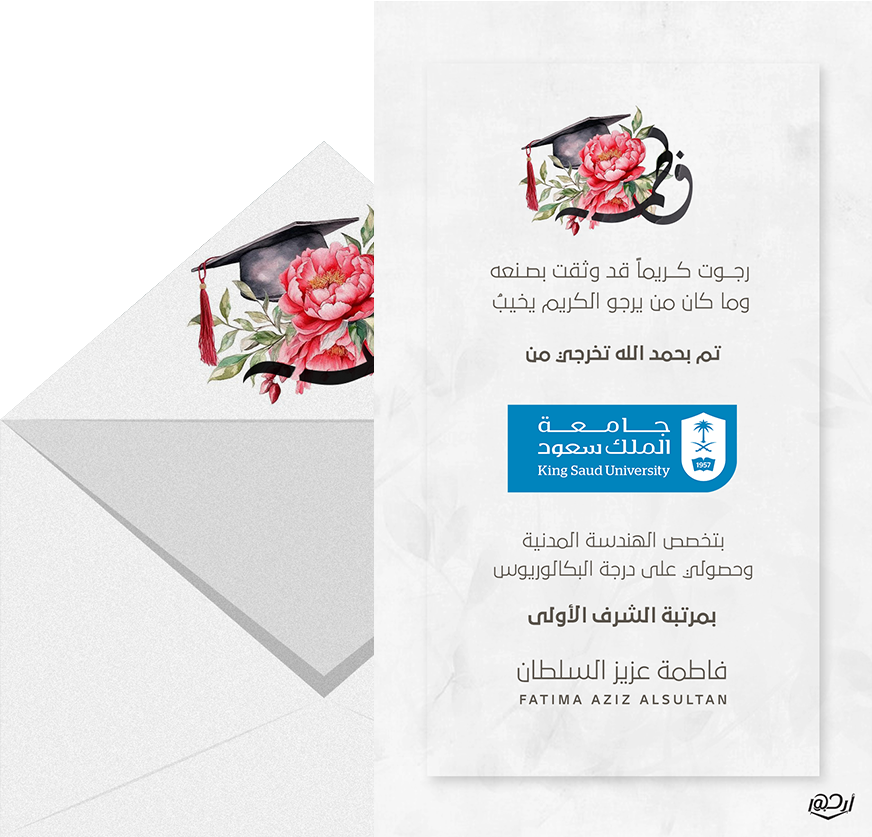 فاطمة
رجوت كريماً قد وثقت بصنعه
وما كان من يرجو الكريم يخيبُ
تم بحمد الله تخرجي من
جامعة
الملك سعود
King Saud University
1957
بتخصص الهندسة المدنية
وحصولي على درجة البكالوريوس
بمرتبة الشرف الأولى
فاطمة عزيز السلطان
FATIMA AZIZ ALSULTAN